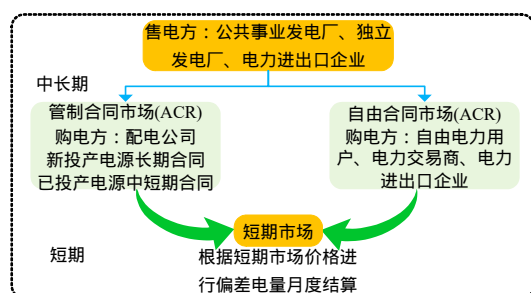 售电方：公共事业发电厂、独立
发电厂、电力进出口企业
中长期
管制合同市场(ACR)
购电方：配电公司
新投产电源长期合同
已投产电源中短期合同
自由合同市场(ACR)
购电方：自由电力用
户、电力交易商、电力
进出口企业
短期市场
短期
根据短期市场价格进
行偏差电量月度结算